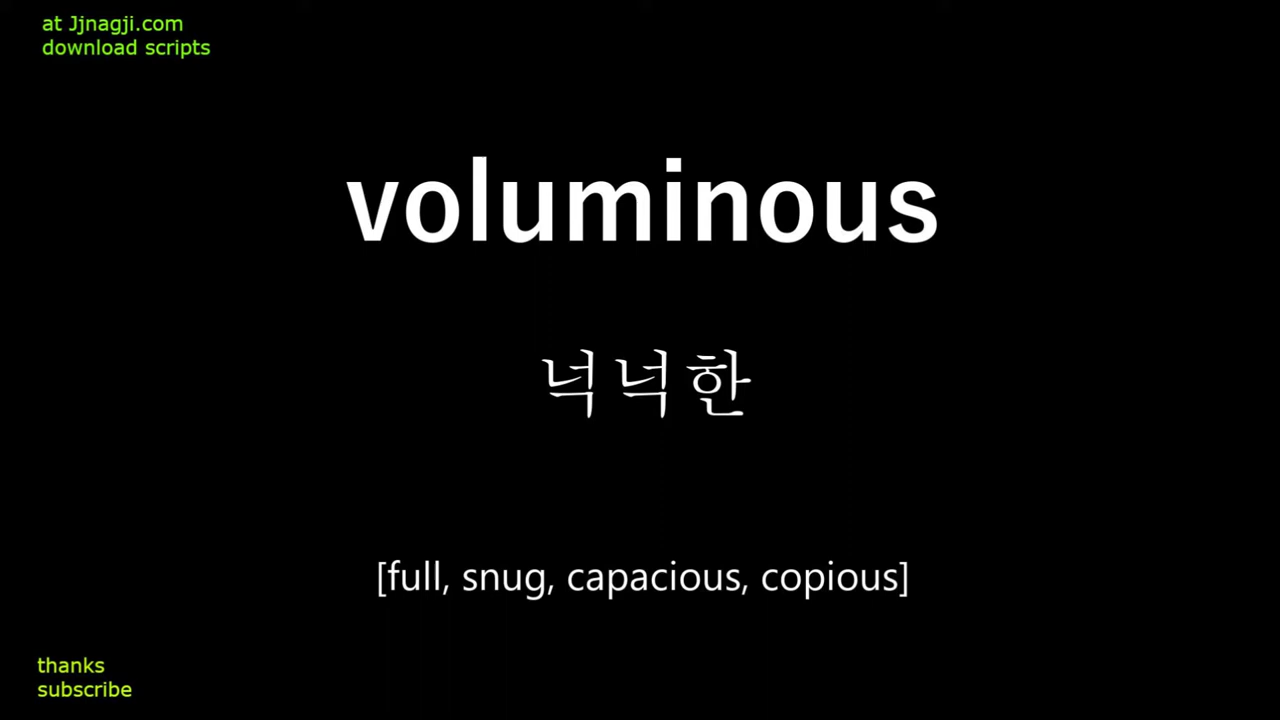 at Jjnagji.com
download scripts
voluminous
넉넉한
[full, snug, capacious, copious]
thanks
subscribe